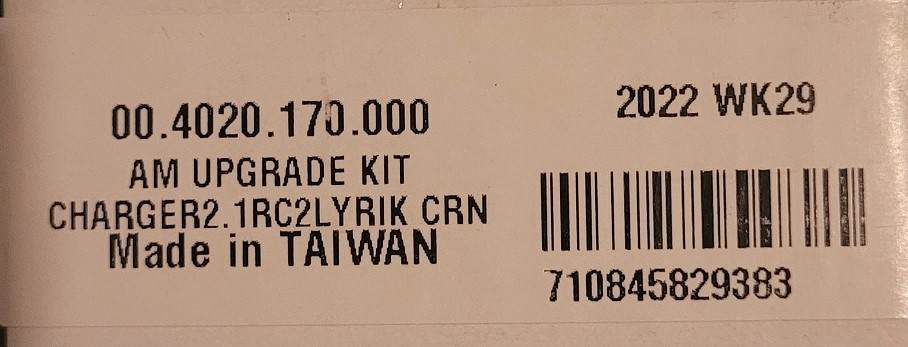 00.4020.170.000
AM UPGRADE KIT
CHARGER2.1RC2LYRIK CRN
Made in TAIWAN
2022 WK29
710845829383